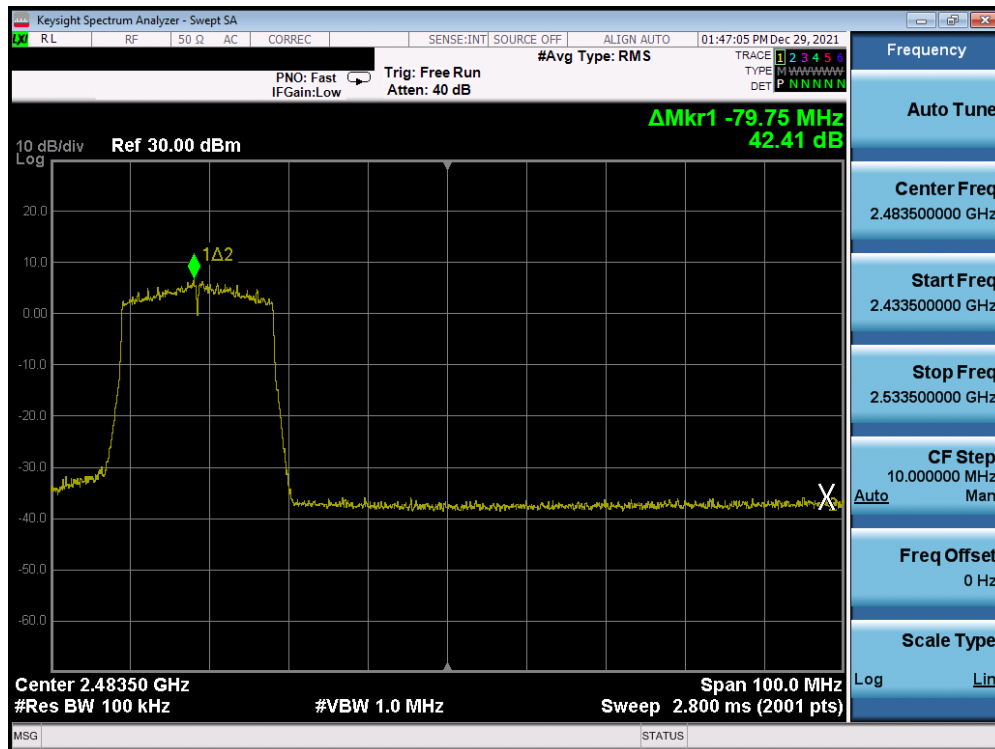 Keysight Spectrum Analyzer - Swept SA
LXI RL RF 50 Ω AC CORREC SENSE:INT SOURCE OFF ALIGN AUTO 01:47:05 PM Dec 29, 2021
#Avg Type: RMS
TRACE 1 2 3 4 5 6
TYPE M W W W W W
DET P N N N N N
PNO: Fast
IFGain:Low
Trig: Free Run
Atten: 40 dB
ΔMkr1 -79.75 MHz
42.41 dB
10 dB/div
Log
Ref 30.00 dBm
20.0
10.0
0.00
-10.0
-20.0
-30.0
-40.0
-50.0
-60.0
1Δ2
Center 2.48350 GHz
Span 100.0 MHz
#Res BW 100 kHz
#VBW 1.0 MHz
Sweep 2.800 ms (2001 pts)
MSG
STATUS
Frequency
Auto Tune
Center Freq
2.483500000 GHz
Start Freq
2.433500000 GHz
Stop Freq
2.533500000 GHz
CF Step
10.000000 MHz
Auto Man
Freq Offset
0 Hz
Scale Type
Log Lin